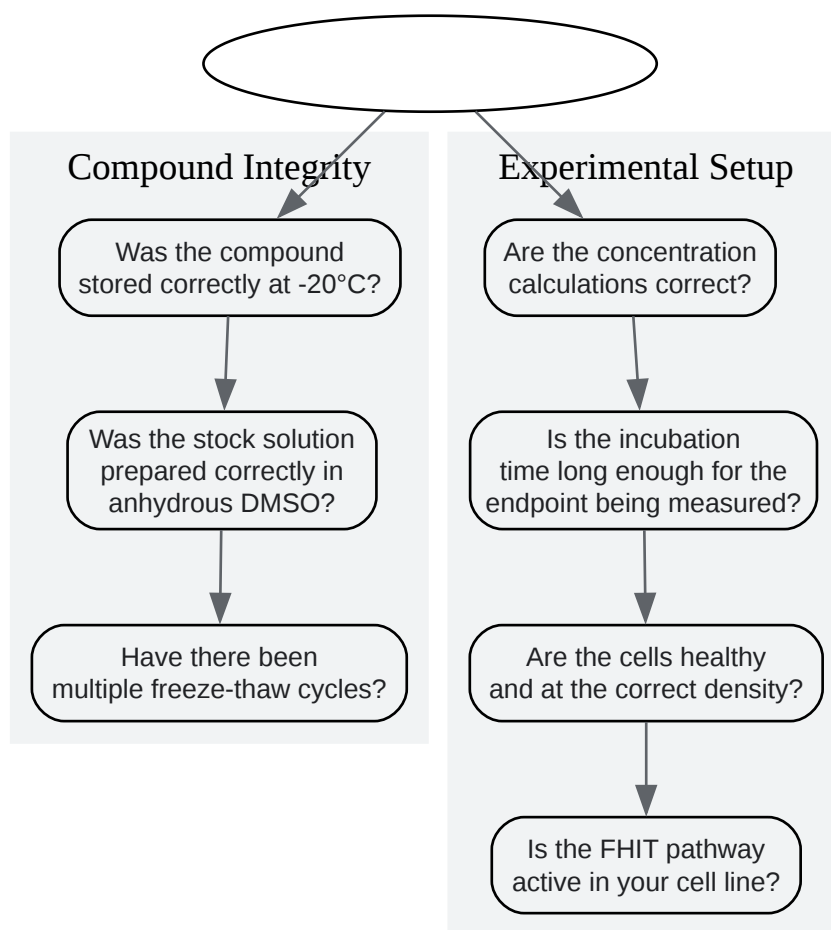 Compound Integrity
Was the compound
stored correctly at -20°C?
Was the stock solution
prepared correctly in
anhydrous DMSO?
Have there been
multiple freeze-thaw cycles?
Experimental Setup
Are the concentration
calculations correct?
Is the incubation
time long enough for the
endpoint being measured?
Are the cells healthy
and at the correct density?
Is the FHIT pathway
active in your cell line?